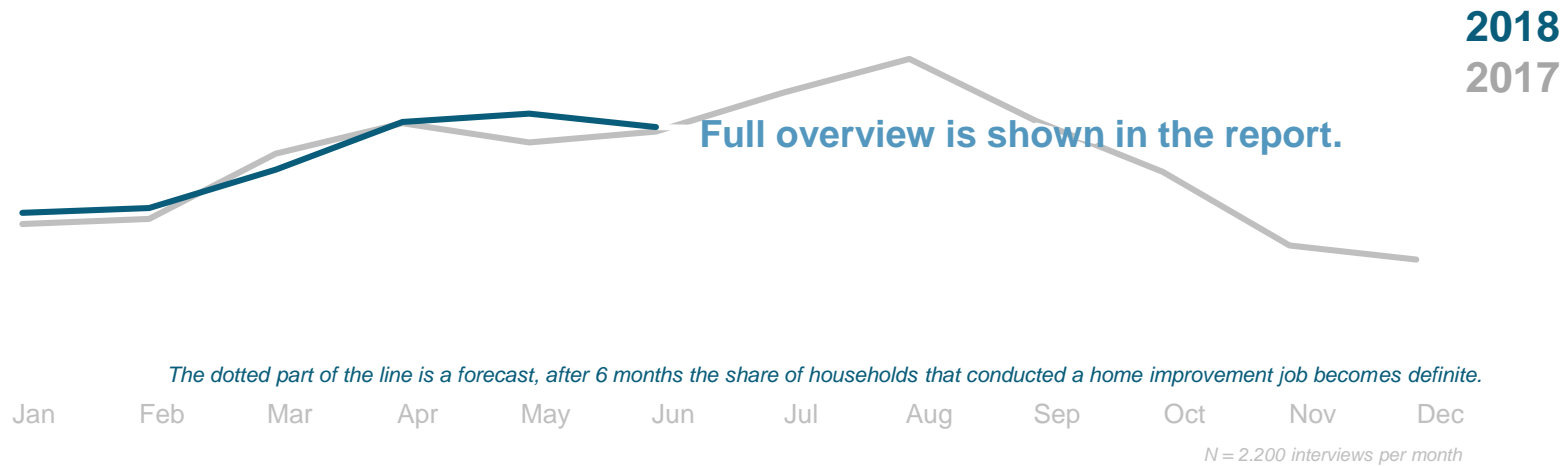 2018
2017
Full overview is shown in the report.
The dotted part of the line is a forecast, after 6 months the share of households that conducted a home improvement job becomes definite.
Jan Feb Mar Apr May Jun Jul Aug Sep Oct Nov Dec
N = 2.200 interviews per month